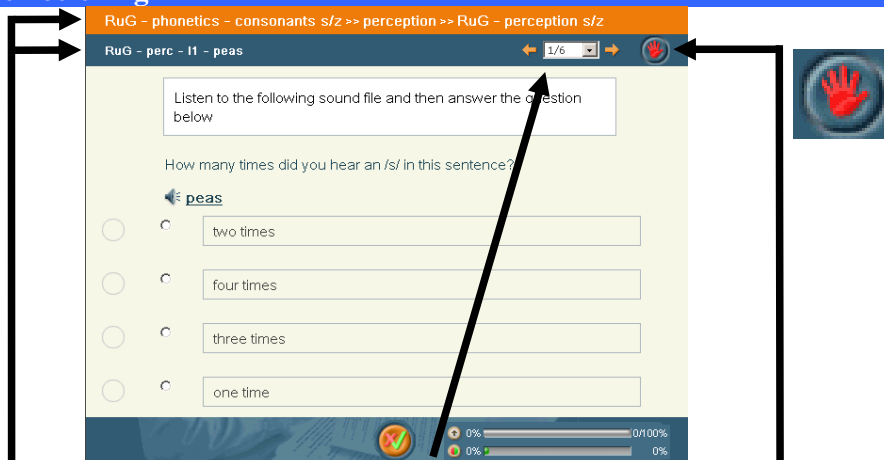 RuG - phonetics - consonants s/z >> perception >> RuG - perception s/z
RuG - perc - l1 - peas
1/6
Listen to the following sound file and then answer the question
below
How many times did you hear an /s/ in this sentence?
peas
two times
four times
three times
one time
0% 0/100%
0% 0%